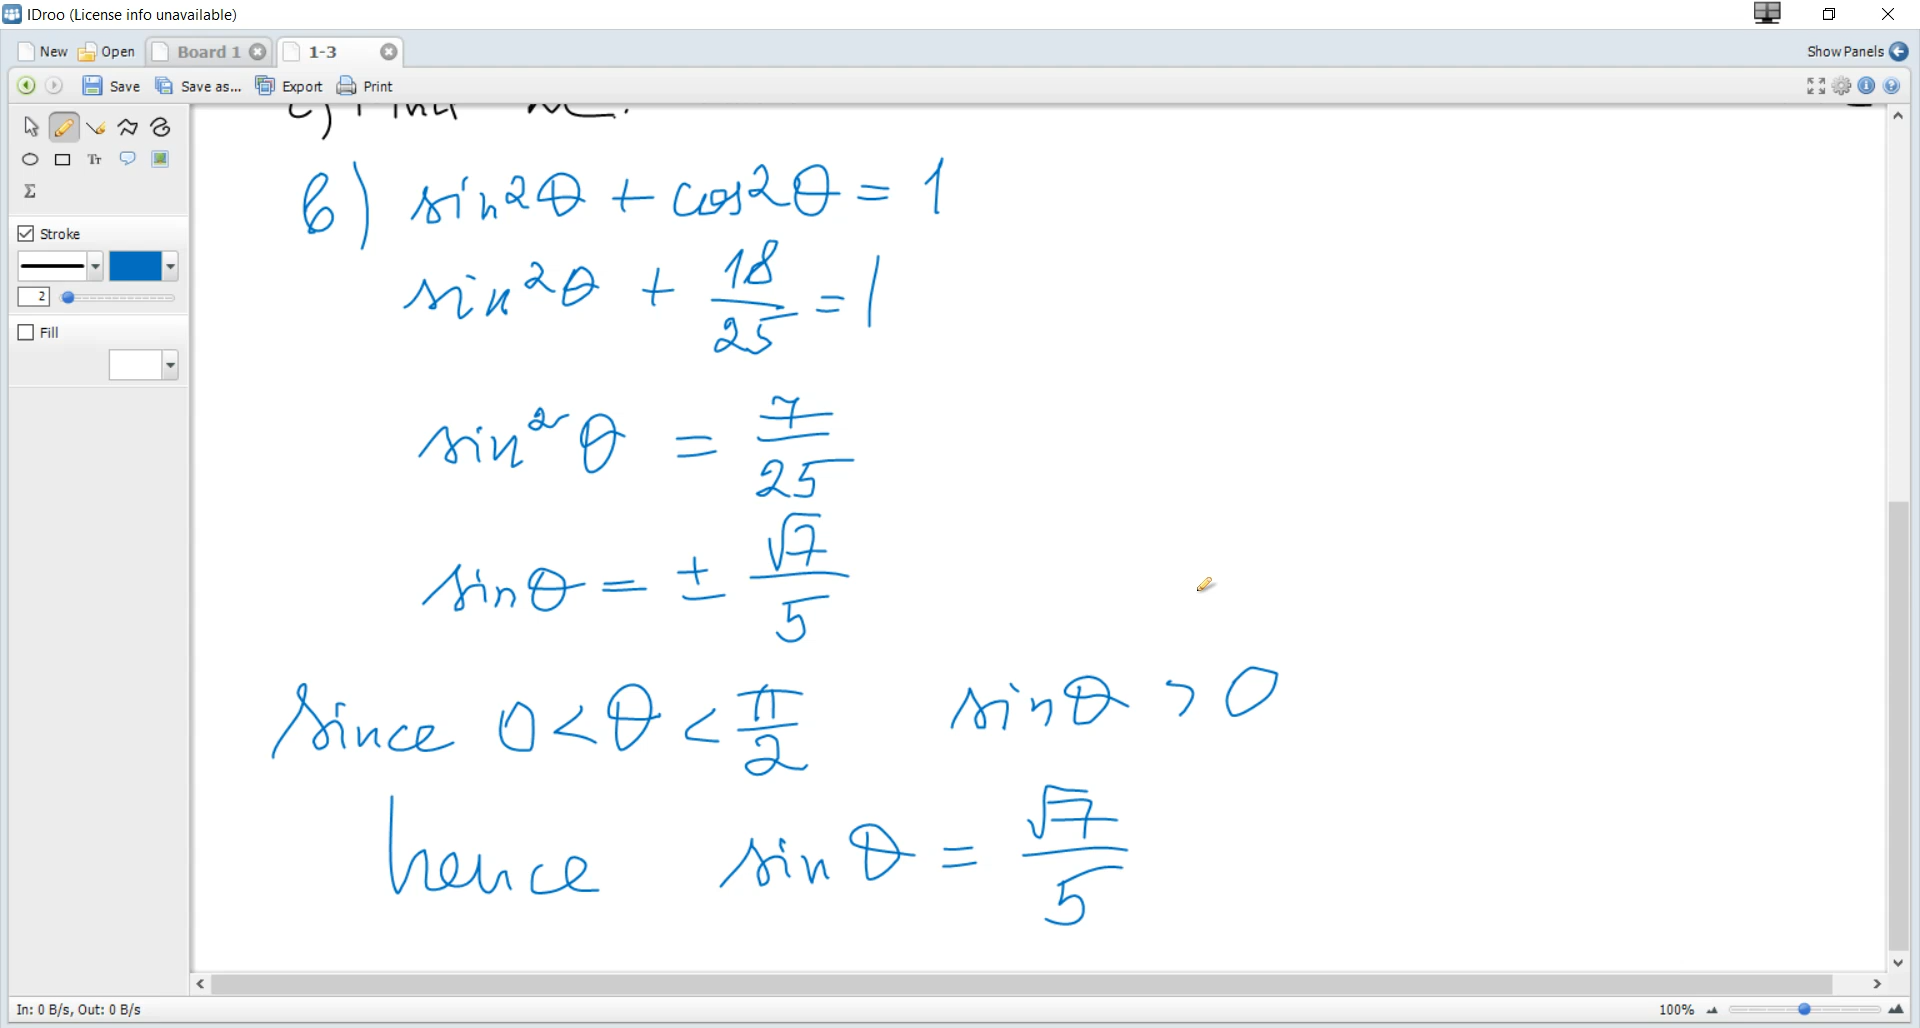 IDroo (License info unavailable)
New Open Board 1 1-3 Show Panels
Save Save as... Export Print
Tr
Σ
Stroke
2
Fill
b) sin²θ + cos²θ = 1
sin²θ + 18/25 = 1
sin²θ = 7/25
sinθ = ± √7/5
since 0 < θ < π/2 sinθ > 0
hence sinθ = √7/5
In: 0 B/s, Out: 0 B/s 100%